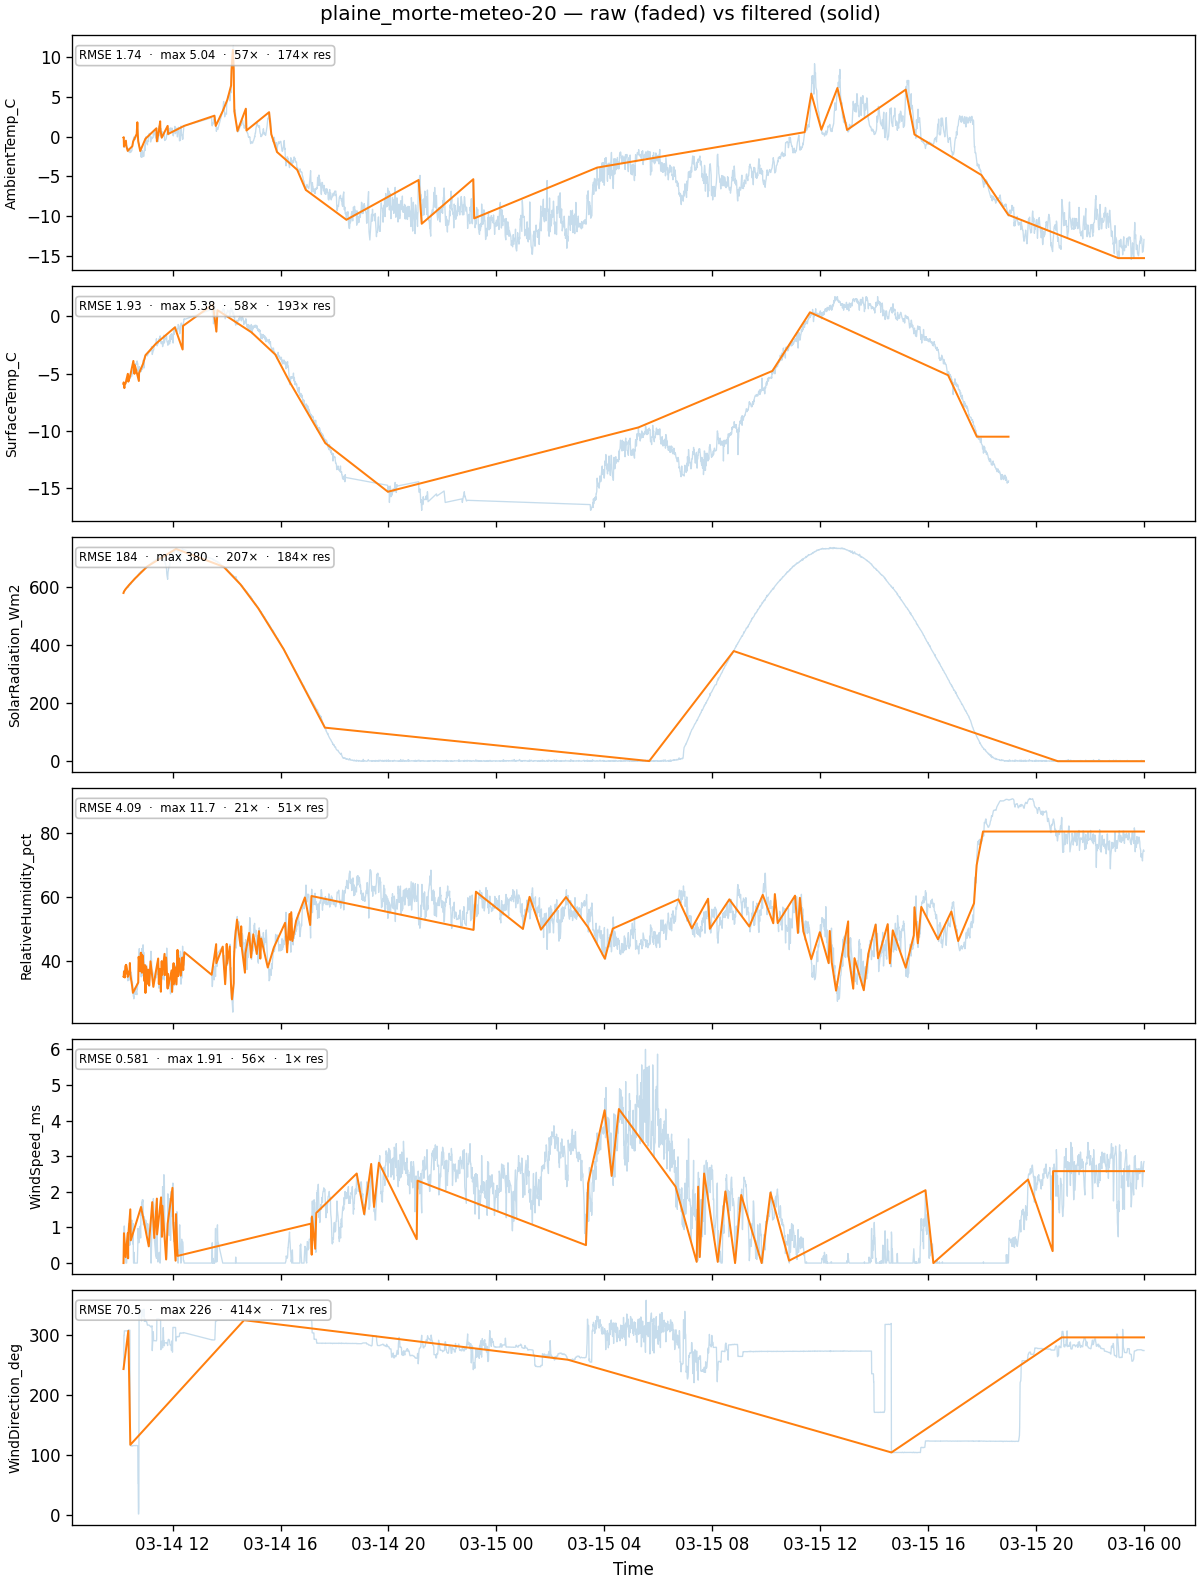 plaine_morte-meteo-20 — raw (faded) vs filtered (solid)
RMSE 1.74 · max 5.04 · 57× · 174× res
AmbientTemp_C
10
5
0
−5
−10
−15
RMSE 1.93 · max 5.38 · 58× · 193× res
SurfaceTemp_C
0
−5
−10
−15
RMSE 184 · max 380 · 207× · 184× res
SolarRadiation_Wm2
600
400
200
0
RMSE 4.09 · max 11.7 · 21× · 51× res
RelativeHumidity_pct
80
60
40
RMSE 0.581 · max 1.91 · 56× · 1× res
WindSpeed_ms
6
5
4
3
2
1
0
RMSE 70.5 · max 226 · 414× · 71× res
WindDirection_deg
300
200
100
0
03-14 12 03-14 16 03-14 20 03-15 00 03-15 04 03-15 08 03-15 12 03-15 16 03-15 20 03-16 00
Time